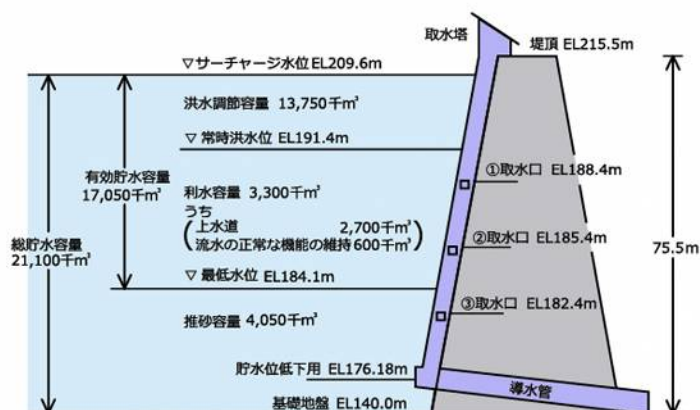 取水塔
堤頂 EL215.5m
▽サーチャージ水位EL209.6m
洪水調節容量 13,750千m³
▽ 常時洪水位 EL191.4m
①取水口 EL188.4m
有効貯水容量
17,050千m³
利水容量 3,300千m³
うち
(上水道 2,700千m³
流水の正常な機能の維持600千m³)
②取水口 EL185.4m
総貯水容量
21,100千m³
75.5m
▽ 最低水位 EL184.1m
③取水口 EL182.4m
推砂容量 4,050千m³
貯水位低下用 EL176.18m
導水管
基礎地盤 EL140.0m